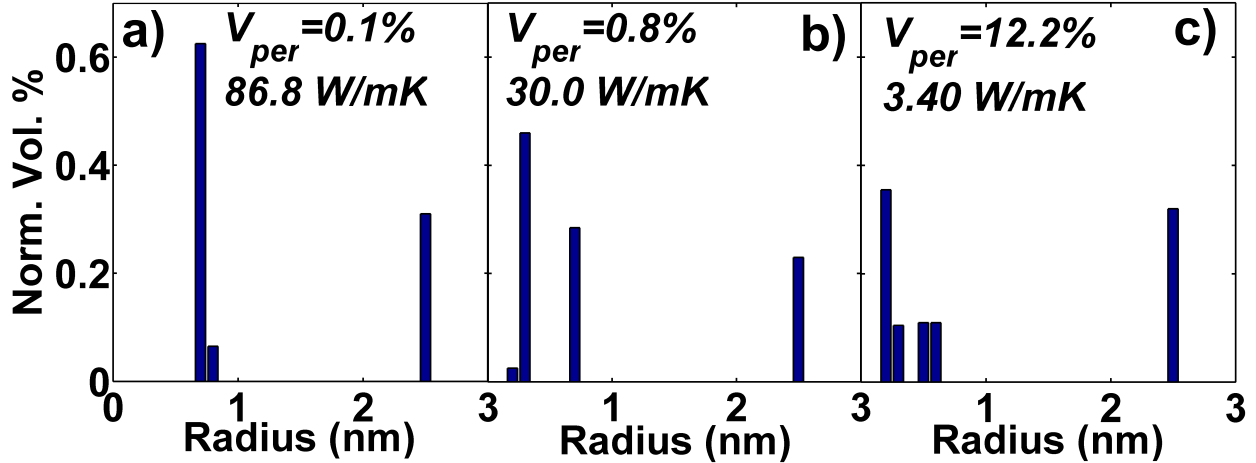 a)
V_per=0.1%
86.8 W/mK
b)
V_per=0.8%
30.0 W/mK
c)
V_per=12.2%
3.40 W/mK
Norm. Vol. %
0.6
0.4
0.2
0
0 1 2 3 1 2 3 1 2 3
Radius (nm) Radius (nm) Radius (nm)